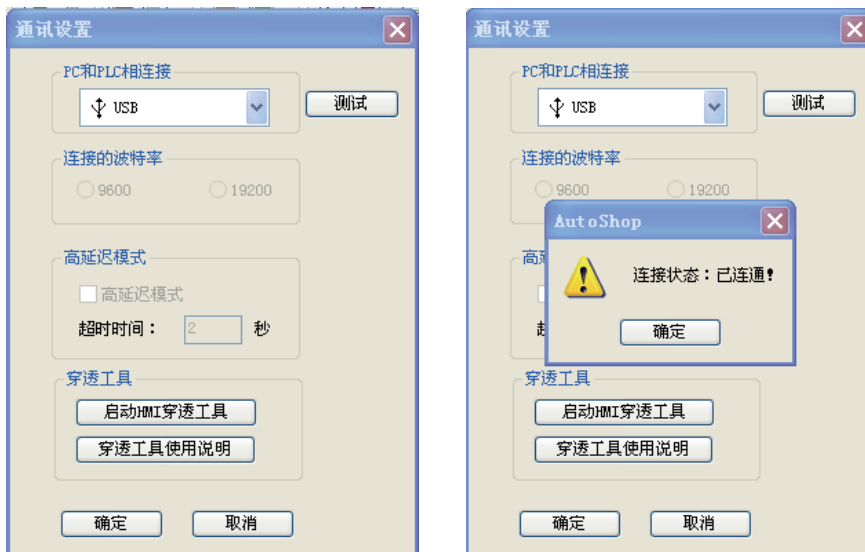 通讯设置
PC和PLC相连接
USB
测试
连接的波特率
9600
19200
高延迟模式
高延迟模式
超时时间：
2
秒
穿透工具
启动HMI穿透工具
穿透工具使用说明
确定
取消
通讯设置
PC和PLC相连接
USB
测试
连接的波特率
9600
19200
AutoShop
连接状态：已连通!
确定
穿透工具
启动HMI穿透工具
穿透工具使用说明
确定
取消